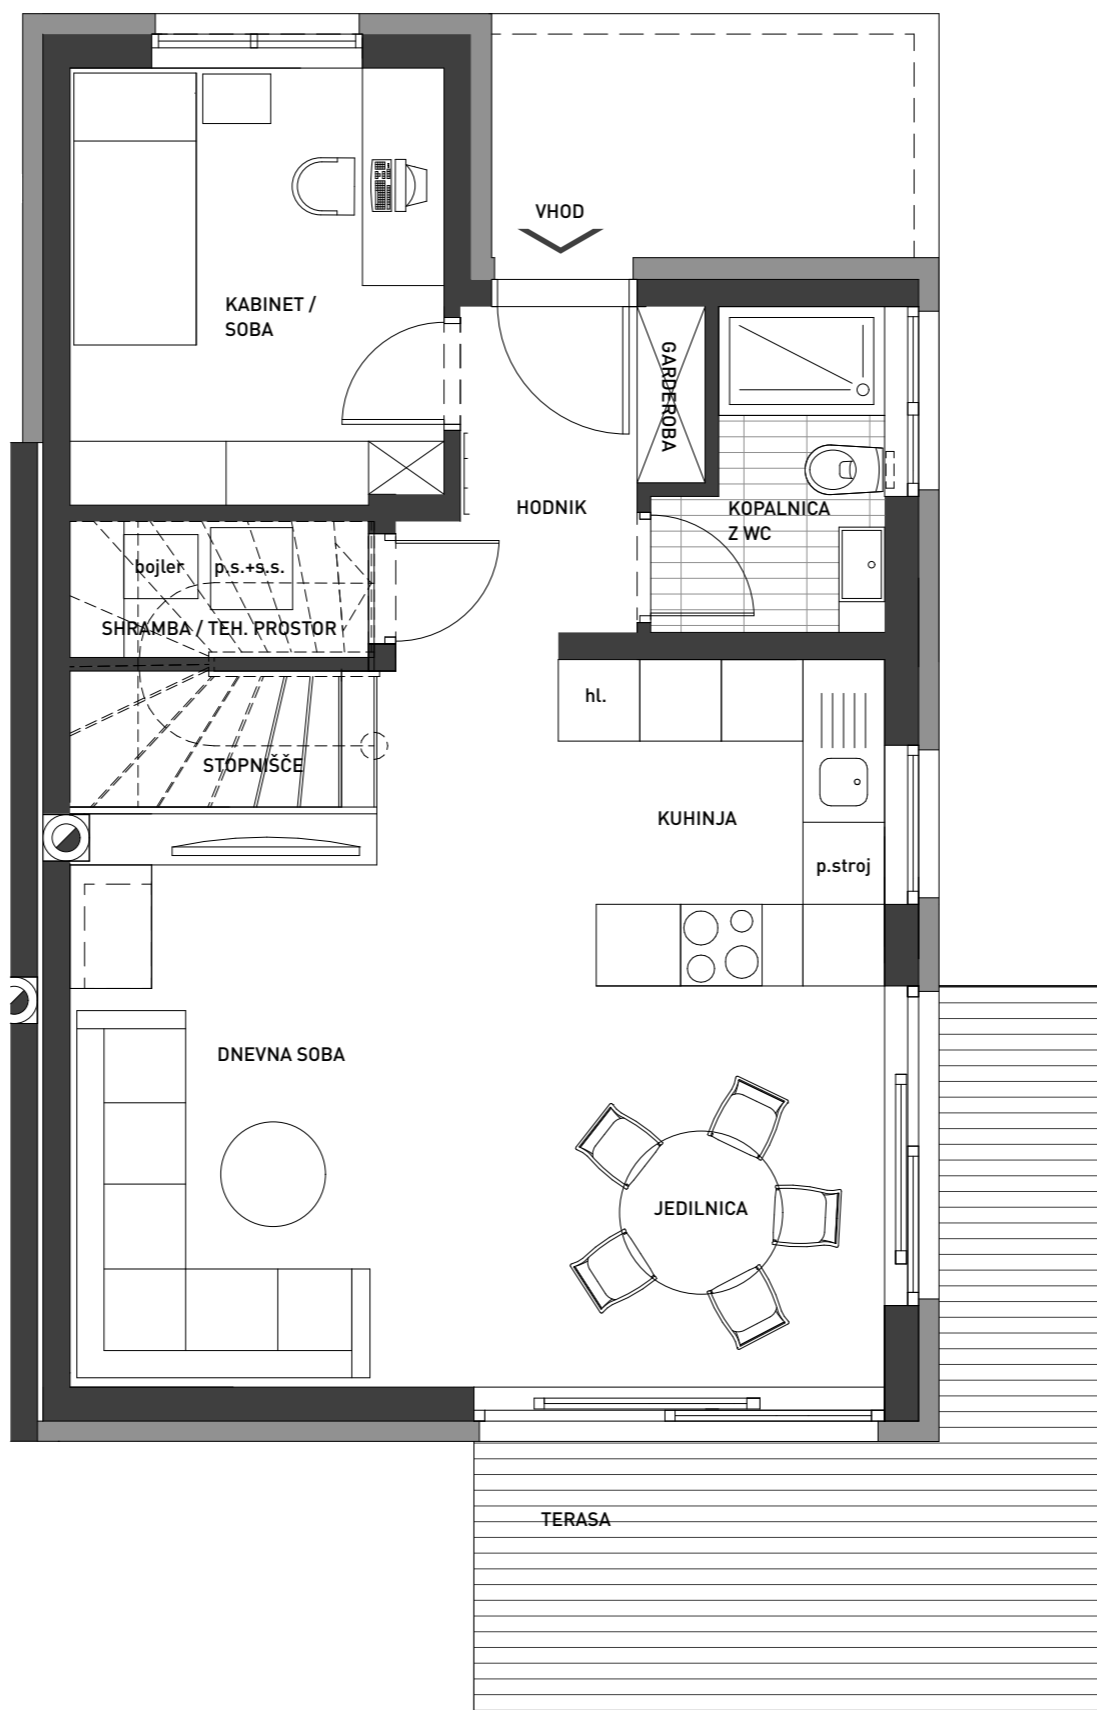 VHOD
KABINET /
SOBA
GARDEROBA
HODNIK
KOPALNICA
Z WC
bojler
p.s.+s.s.
SHRAMBA / TEH. PROSTOR
hl.
STOPNIŠČE
KUHINJA
p.stroj
DNEVNA SOBA
JEDILNICA
TERASA